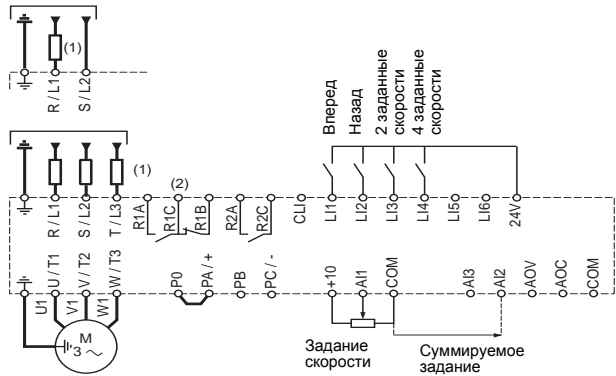 (1)
R / L1
S / L2
Вперед
Назад
2 заданные скорости
4 заданные скорости
(1)
(2)
R / L1
S / L2
T / L3
R1A
R1C
R1B
R2A
R2C
CLI
LI1
LI2
LI3
LI4
LI5
LI6
24V
U / T1
V / T2
W / T3
P0
PA / +
PB
PC / -
+10
AI1
COM
AI3
AI2
AOV
AOC
COM
U1
V1
W1
M
3 ~
Задание
скорости
Суммируемое
задание